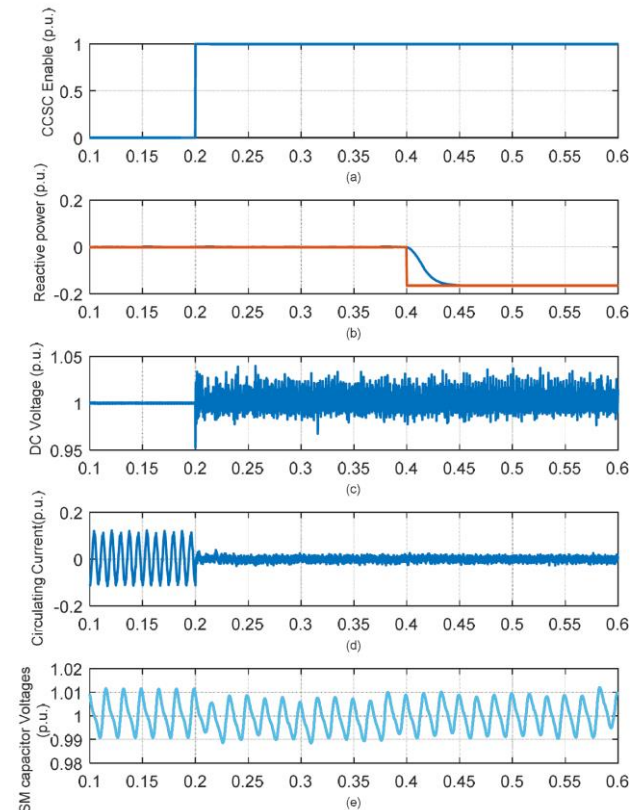 CCSC Enable (p.u.)
1
0.5
0
0.1 0.15 0.2 0.25 0.3 0.35 0.4 0.45 0.5 0.55 0.6
(a)
Reactive power (p.u.)
0.2
0
-0.2
0.1 0.15 0.2 0.25 0.3 0.35 0.4 0.45 0.5 0.55 0.6
(b)
DC Voltage (p.u.)
1.05
1
0.95
0.1 0.15 0.2 0.25 0.3 0.35 0.4 0.45 0.5 0.55 0.6
(c)
Circulating Current(p.u.)
0.2
0
-0.2
0.1 0.15 0.2 0.25 0.3 0.35 0.4 0.45 0.5 0.55 0.6
(d)
SM capacitor Voltages
(p.u.)
1.02
1.01
1
0.99
0.98
0.1 0.15 0.2 0.25 0.3 0.35 0.4 0.45 0.5 0.55 0.6
(e)